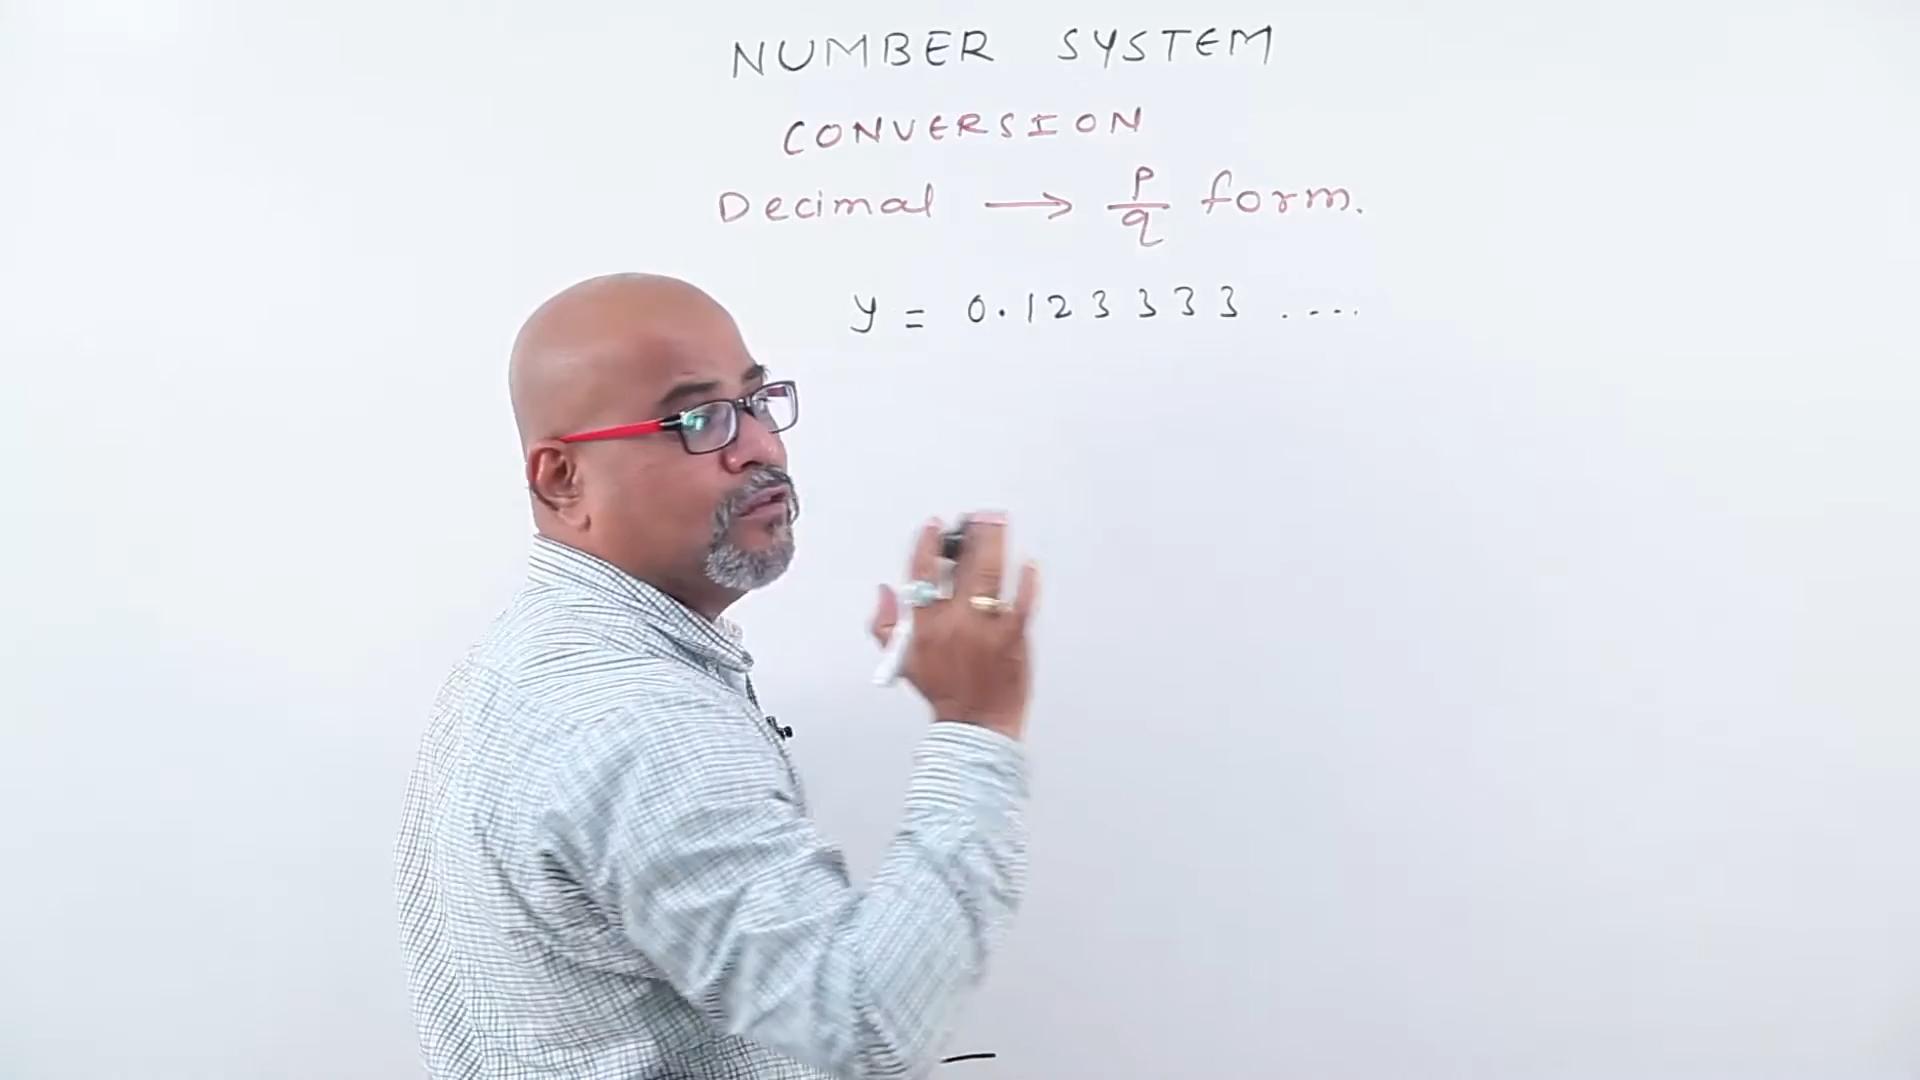 NUMBER SYSTEM
CONVERSION
Decimal → p/q form.
y = 0.123333 ....